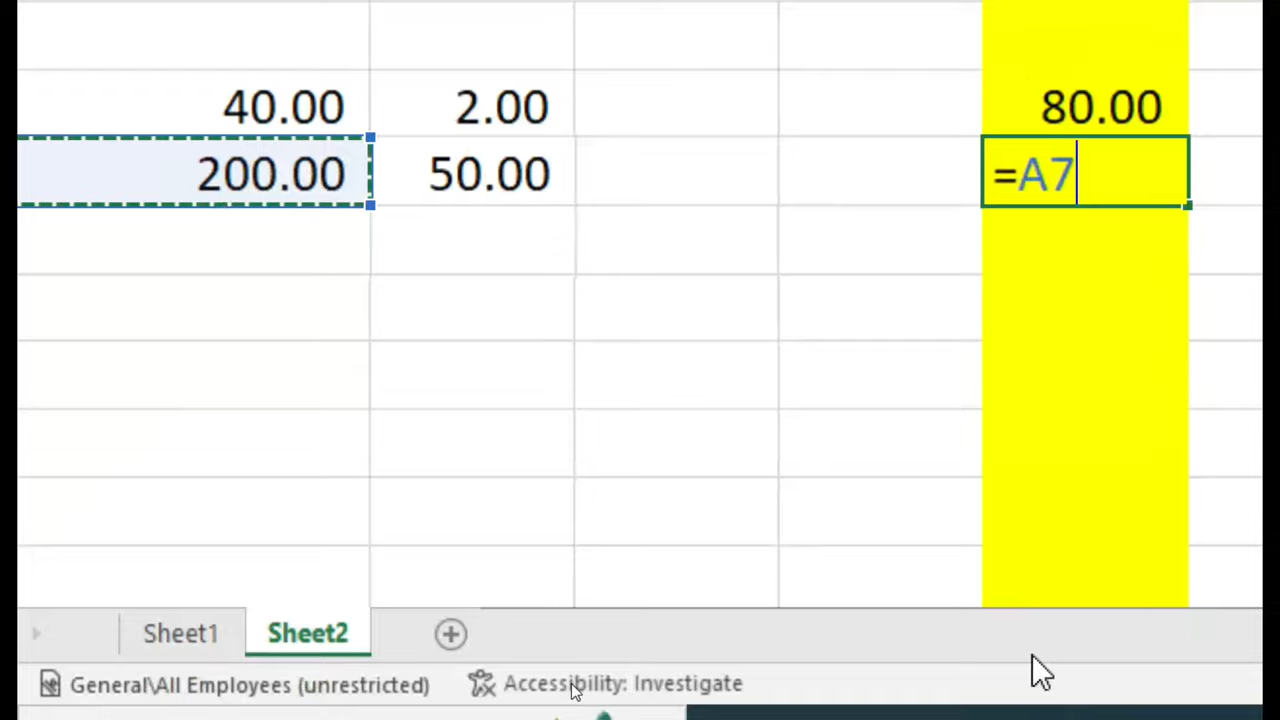 40.00 2.00 80.00
200.00 50.00 =A7
Sheet1 Sheet2
General\All Employees (unrestricted) Accessibility: Investigate